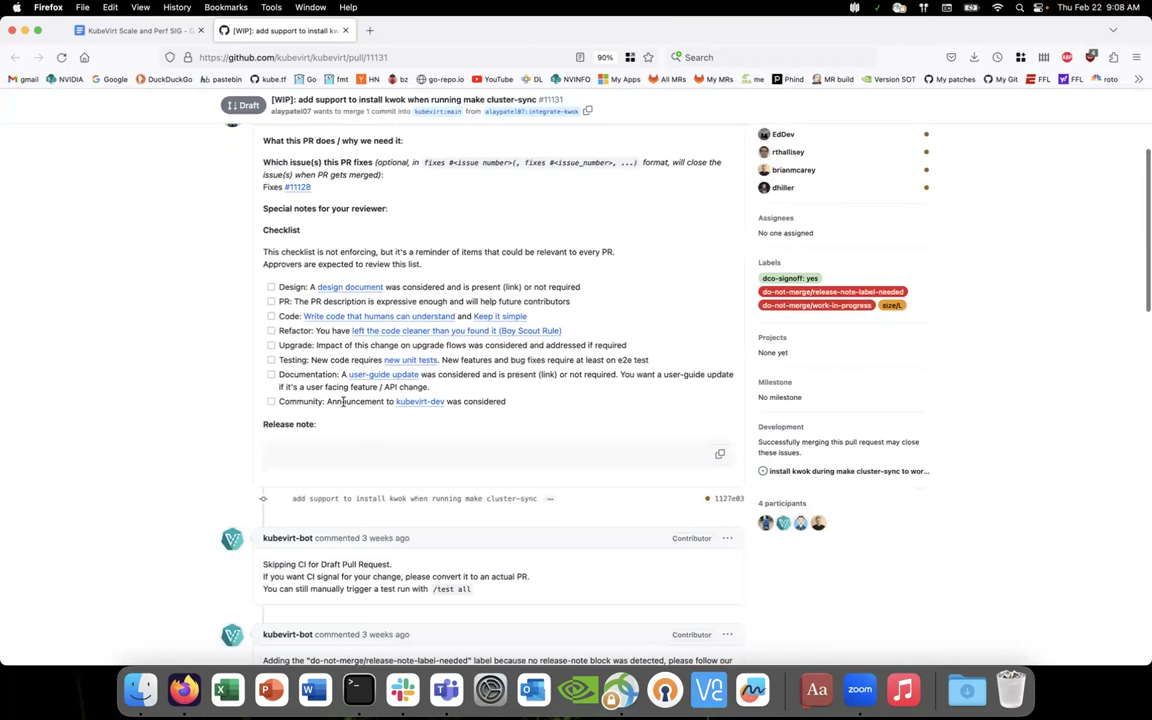 Firefox File Edit View History Bookmarks Tools Window Help
Thu Feb 22 9:08 AM
KubeVirt Scale and Perf SIG - G
[WIP]: add support to install kw
https://github.com/kubevirt/kubevirt/pull/11131
90%
Search
gmail NVIDIA Google DuckDuckGo pastebin kube.tf Go fmt HN bz go-repo.io YouTube DL NVINFO My Apps All MRs My MRs me Phind MR build Version SOT My patches My Git FFL FFL roto
Draft
[WIP]: add support to install kwok when running make cluster-sync #11131
alaypatel07 wants to merge 1 commit into kubevirt:main from alaypatel07:integrate-kwok
What this PR does / why we need it:
Which issue(s) this PR fixes (optional, in fixes #<issue number>(, fixes #<issue_number>, ...) format, will close the
issue(s) when PR gets merged):
Fixes #11128
Special notes for your reviewer:
Checklist
This checklist is not enforcing, but it's a reminder of items that could be relevant to every PR.
Approvers are expected to review this list.
Design: A design document was considered and is present (link) or not required
PR: The PR description is expressive enough and will help future contributors
Code: Write code that humans can understand and Keep it simple
Refactor: You have left the code cleaner than you found it (Boy Scout Rule)
Upgrade: Impact of this change on upgrade flows was considered and addressed if required
Testing: New code requires new unit tests. New features and bug fixes require at least on e2e test
Documentation: A user-guide update was considered and is present (link) or not required. You want a user-guide update
if it's a user facing feature / API change.
Community: Announcement to kubevirt-dev was considered
Release note:
add support to install kwok when running make cluster-sync ...
1127e03
kubevirt-bot commented 3 weeks ago
Contributor
Skipping CI for Draft Pull Request.
If you want CI signal for your change, please convert it to an actual PR.
You can still manually trigger a test run with /test all
kubevirt-bot commented 3 weeks ago
Contributor
Adding the "do-not-merge/release-note-label-needed" label because no release-note block was detected, please follow our
EdDev
rthallisey
brianmcarey
dhiller
Assignees
No one assigned
Labels
dco-signoff: yes
do-not-merge/release-note-label-needed
do-not-merge/work-in-progress size/L
Projects
None yet
Milestone
No milestone
Development
Successfully merging this pull request may close
these issues.
install kwok during make cluster-sync to wor...
4 participants
Aa
zoom